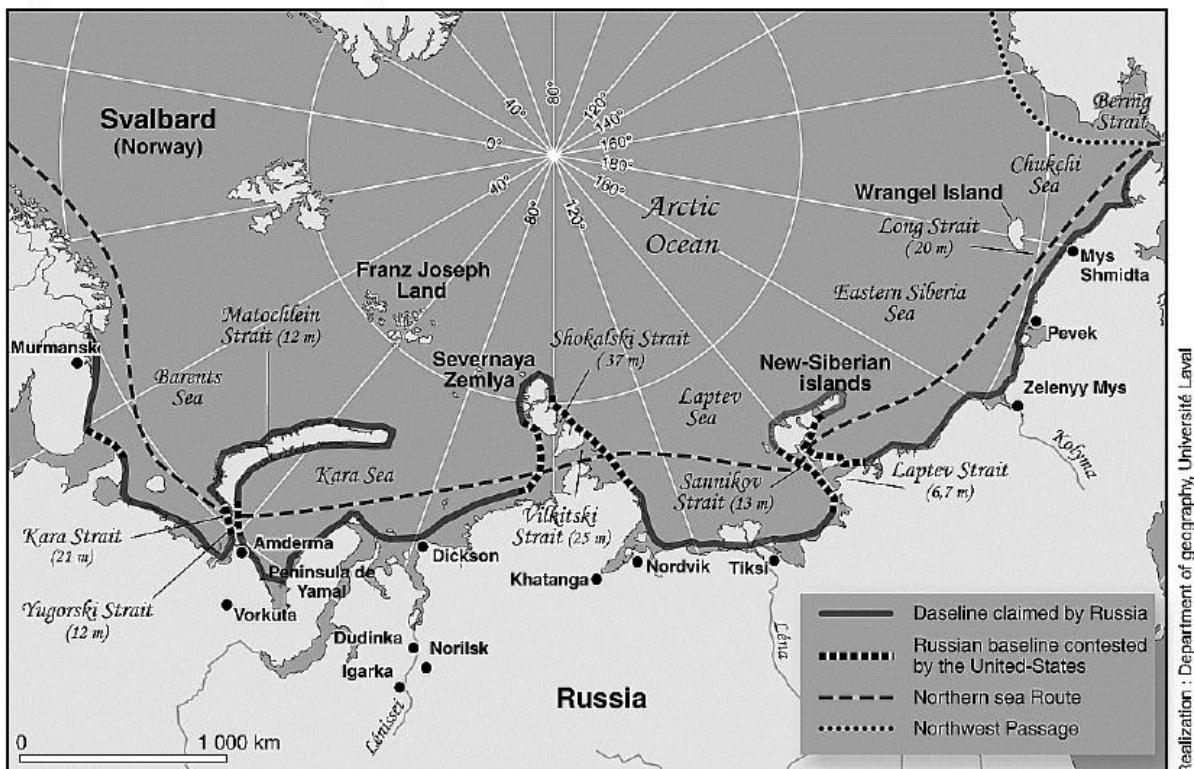 Svalbard
(Norway)
40°
0°
40°
80°
80°
120°
140°
160°
180°
160°
120°
Bering
Strait
Chukchi
Sea
Wrangel Island
Long Strait
(20 m)
Arctic
Ocean
Mys
Shmidta
Franz Joseph
Land
Eastern Siberia
Sea
Matochlein
Strait (12 m)
Shokalski Strait
(37 m)
Pevek
Murmansk
Severnaya
Zemlya
New-Siberian
islands
Barents
Sea
Laptev
Sea
Zelenyy Mys
Kolyma
Kara Sea
Sannikov
Strait (13 m)
Laptev Strait
(6,7 m)
Vilkitski
Strait (25 m)
Kara Strait
(21 m)
Amderma
Dickson
Peninsula de
Yamal
Khatanga
Nordvik
Tiksi
Yugorski Strait
(12 m)
Vorkuta
Dudinka
Norilsk
Igarka
Lénisseï
Léna
Russia
Daseline claimed by Russia
Russian baseline contested
by the United-States
Northern sea Route
Northwest Passage
0 1 000 km
Realization : Department of geography, Université Laval